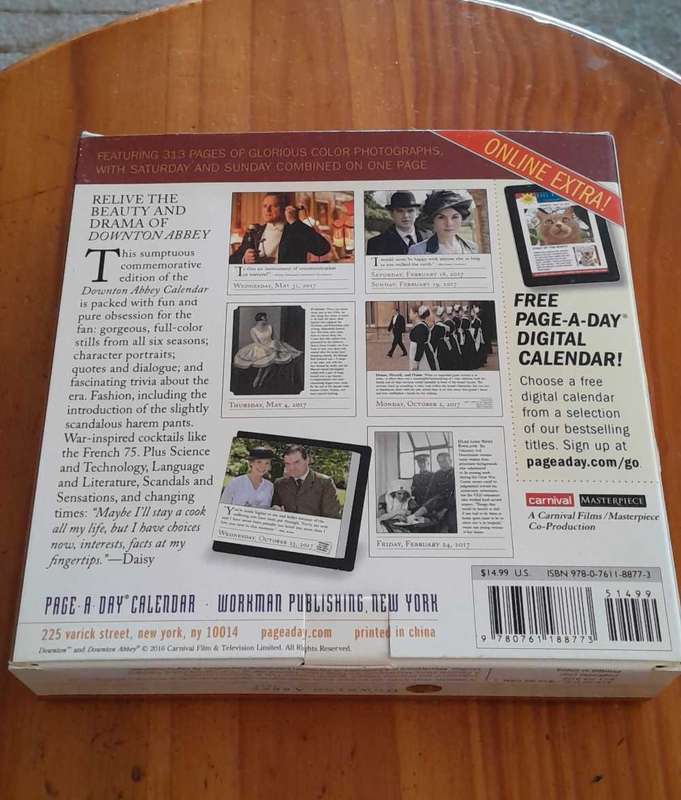 FEATURING 313 PAGES OF GLORIOUS COLOR PHOTOGRAPHS,
WITH SATURDAY AND SUNDAY COMBINED ON ONE PAGE
ONLINE EXTRA!
RELIVE THE
BEAUTY AND
DRAMA OF
DOWNTON ABBEY
This sumptuous
commemorative
edition of the
Downton Abbey Calendar
is packed with fun and
pure obsession for the
fan: gorgeous, full-color
stills from all six seasons;
character portraits;
quotes and dialogue; and
fascinating trivia about the
era. Fashion, including the
introduction of the slightly
scandalous harem pants.
War-inspired cocktails like
the French 75. Plus Science
and Technology, Language
and Literature, Scandals and
Sensations, and changing
times: "Maybe I'll stay a cook
all my life, but I have choices
now, interests, facts at my
fingertips."—Daisy
WEDNESDAY, MAY 31, 2017
SATURDAY, FEBRUARY 18, 2017
SUNDAY, FEBRUARY 19, 2017
THURSDAY, MAY 4, 2017
MONDAY, OCTOBER 2, 2017
WEDNESDAY, OCTOBER 25, 2017
FRIDAY, FEBRUARY 24, 2017
FREE
PAGE-A-DAY®
DIGITAL
CALENDAR!
Choose a free
digital calendar
from a selection
of our bestselling
titles. Sign up at
pageaday.com/go.
carnival MASTERPIECE
A Carnival Films / Masterpiece
Co-Production
$14.99 U.S. ISBN 978-0-7611-8877-3
51499
9 780761 188773
PAGE·A·DAY® CALENDAR · WORKMAN PUBLISHING, NEW YORK
225 varick street, new york, ny 10014 pageaday.com printed in china
Downton™ and Downton Abbey® © 2016 Carnival Film & Television Limited. All Rights Reserved.